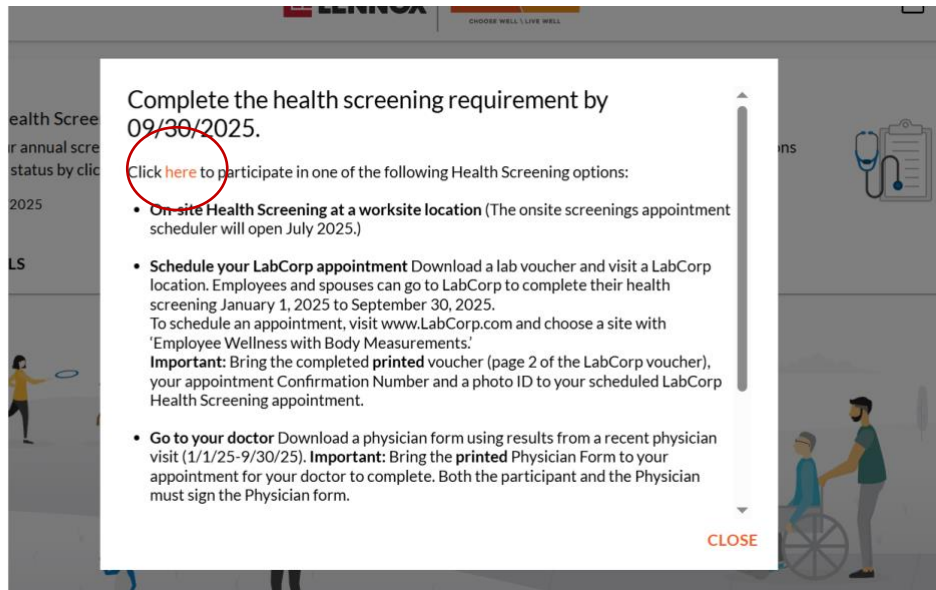 LENNOX
CHOOSE WELL \ LIVE WELL
ealth Scree
r annual scre
ons
status by clic
2025
LS
Complete the health screening requirement by
09/30/2025.
Click here to participate in one of the following Health Screening options:
• On-site Health Screening at a worksite location (The onsite screenings appointment
scheduler will open July 2025.)
• Schedule your LabCorp appointment Download a lab voucher and visit a LabCorp
location. Employees and spouses can go to LabCorp to complete their health
screening January 1, 2025 to September 30, 2025.
To schedule an appointment, visit www.LabCorp.com and choose a site with
‘Employee Wellness with Body Measurements.’
Important: Bring the completed printed voucher (page 2 of the LabCorp voucher),
your appointment Confirmation Number and a photo ID to your scheduled LabCorp
Health Screening appointment.
• Go to your doctor Download a physician form using results from a recent physician
visit (1/1/25-9/30/25). Important: Bring the printed Physician Form to your
appointment for your doctor to complete. Both the participant and the Physician
must sign the Physician form.
CLOSE